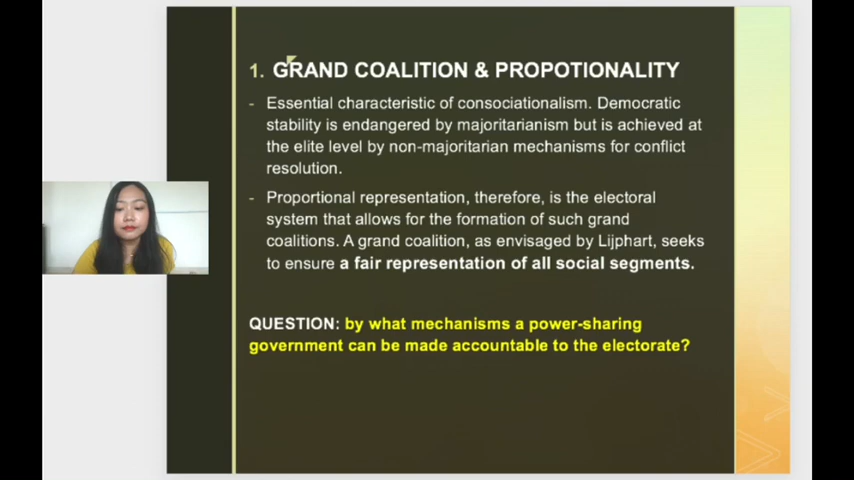 1. GRAND COALITION & PROPOTIONALITY
- Essential characteristic of consociationalism. Democratic
stability is endangered by majoritarianism but is achieved at
the elite level by non-majoritarian mechanisms for conflict
resolution.
- Proportional representation, therefore, is the electoral
system that allows for the formation of such grand
coalitions. A grand coalition, as envisaged by Lijphart, seeks
to ensure a fair representation of all social segments.
QUESTION: by what mechanisms a power-sharing
government can be made accountable to the electorate?